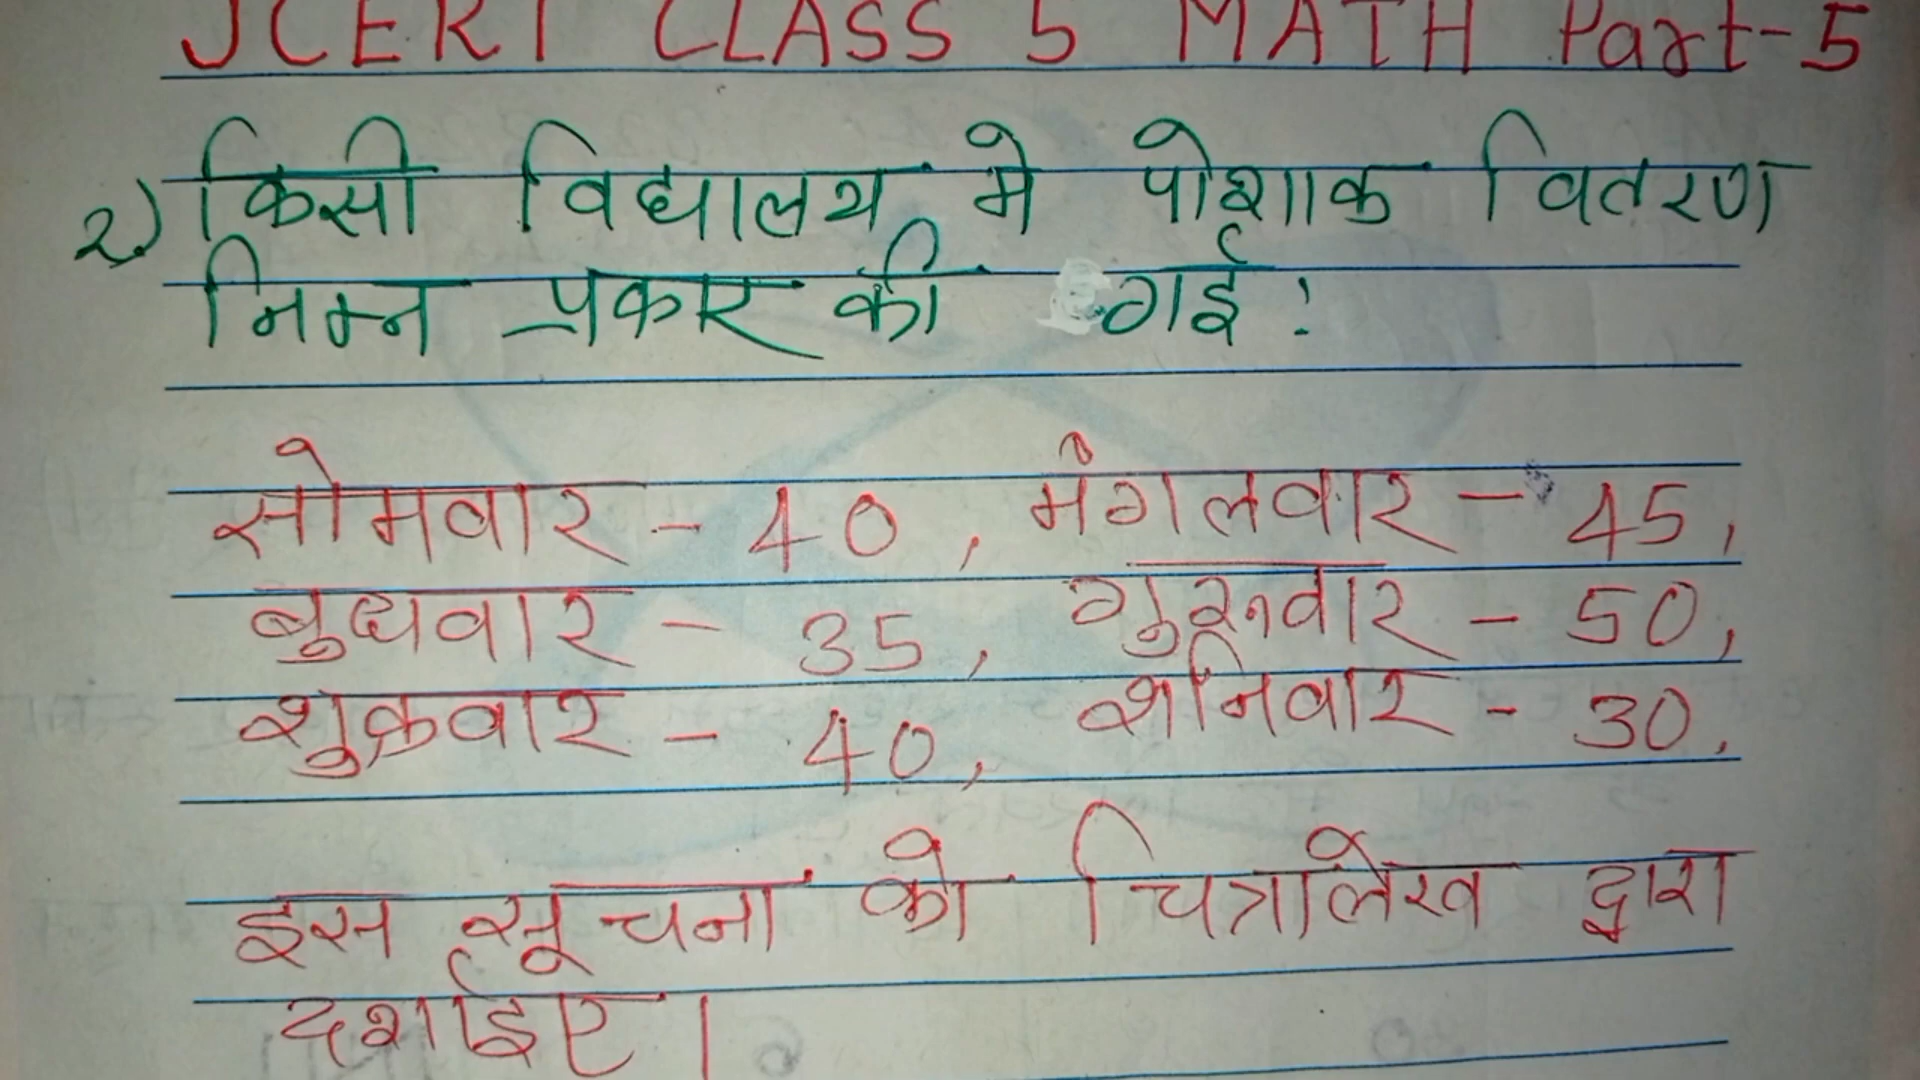 JCERT CLASS 5 MATH Part-5
2) किसी विद्यालय मे पोशाक वितरण
निम्न प्रकार की गई :
सोमवार - 40, मंगलवार - 45,
बुधवार - 35, गुरूवार - 50,
शुक्रवार - 40, शनिवार - 30.
इस सूचना को चित्रालेख द्वारा
दर्शाइए।